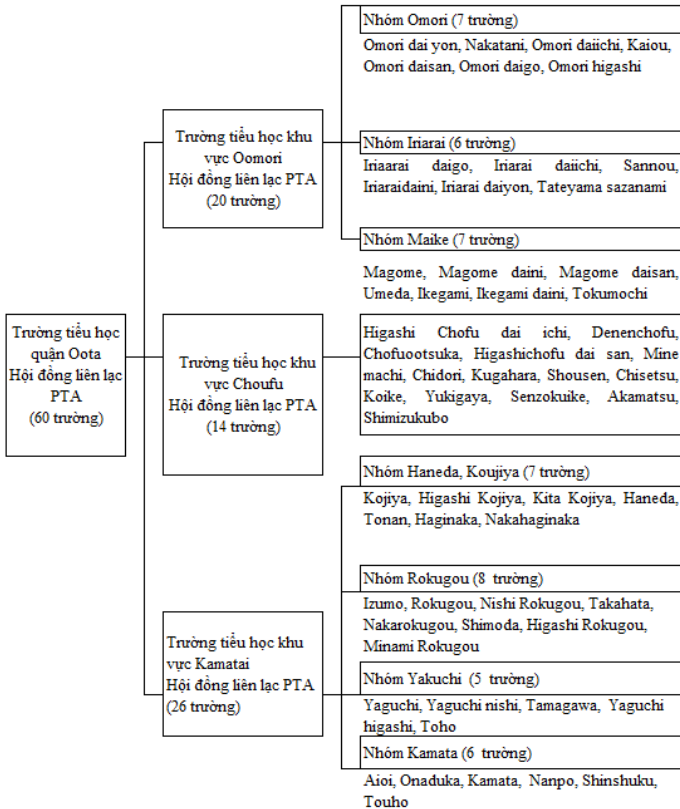 Trường tiểu học
quận Oota
Hội đồng liên lạc
PTA
(60 trường)
Trường tiểu học khu
vực Oomori
Hội đồng liên lạc PTA
(20 trường)
Nhóm Omori (7 trường)
Omori dai yon, Nakatani, Omori daiichi, Kaiou,
Omori daisan, Omori daigo, Omori higashi
Nhóm Iriarai (6 trường)
Iriaarai daigo, Iriarai daiichi, Sannou,
Iriaraidaini, Iriarai daiyon, Tateyama sazanami
Nhóm Maike (7 trường)
Magome, Magome daini, Magome daisan,
Umeda, Ikegami, Ikegami daini, Tokumochi
Trường tiểu học khu
vực Choufu
Hội đồng liên lạc PTA
(14 trường)
Higashi Chofu dai ichi, Denenchofu,
Chofuootsuka, Higashichofu dai san, Mine
machi, Chidori, Kugahara, Shousen, Chisetsu,
Koike, Yukigaya, Senzokuike, Akamatsu,
Shimizukubo
Trường tiểu học khu
vực Kamatai
Hội đồng liên lạc PTA
(26 trường)
Nhóm Haneda, Koujiya (7 trường)
Kojiya, Higashi Kojiya, Kita Kojiya, Haneda,
Tonan, Haginaka, Nakahaginaka
Nhóm Rokugou (8 trường)
Izumo, Rokugou, Nishi Rokugou, Takahata,
Nakarokugou, Shimoda, Higashi Rokugou,
Minami Rokugou
Nhóm Yakuchi (5 trường)
Yaguchi, Yaguchi nishi, Tamagawa, Yaguchi
higashi, Toho
Nhóm Kamata (6 trường)
Aioi, Onaduka, Kamata, Nanpo, Shinshuku,
Touho